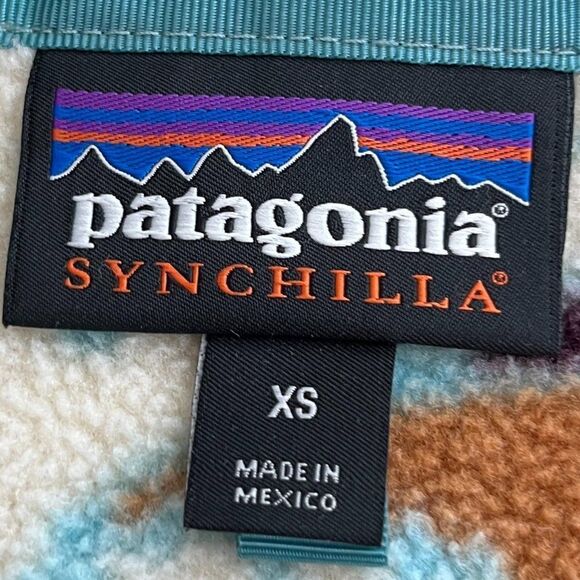 patagonia®
SYNCHILLA®
XS
MADE IN
MEXICO